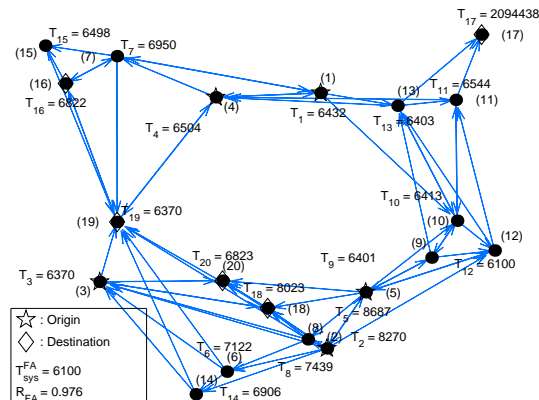 T17 = 2094438
(17)
T15 = 6498
(15)
T7 = 6950
(7)
(16)
T16 = 6822
(1)
T1 = 6432
(4)
T4 = 6504
(13)
T13 = 6403
T11 = 6544
(11)
T10 = 6413
(10)
(19)
T19 = 6370
(9)
T9 = 6401
(12)
T12 = 6100
T20 = 6823
(20)
T3 = 6370
(3)
T18 = 8023
(18)
(5)
T5 = 8687
(8)
(2)
T2 = 8270
T6 = 7122
(6)
T8 = 7439
(14)
T14 = 6906
: Origin
: Destination
TFAsys = 6100
RFA = 0.976